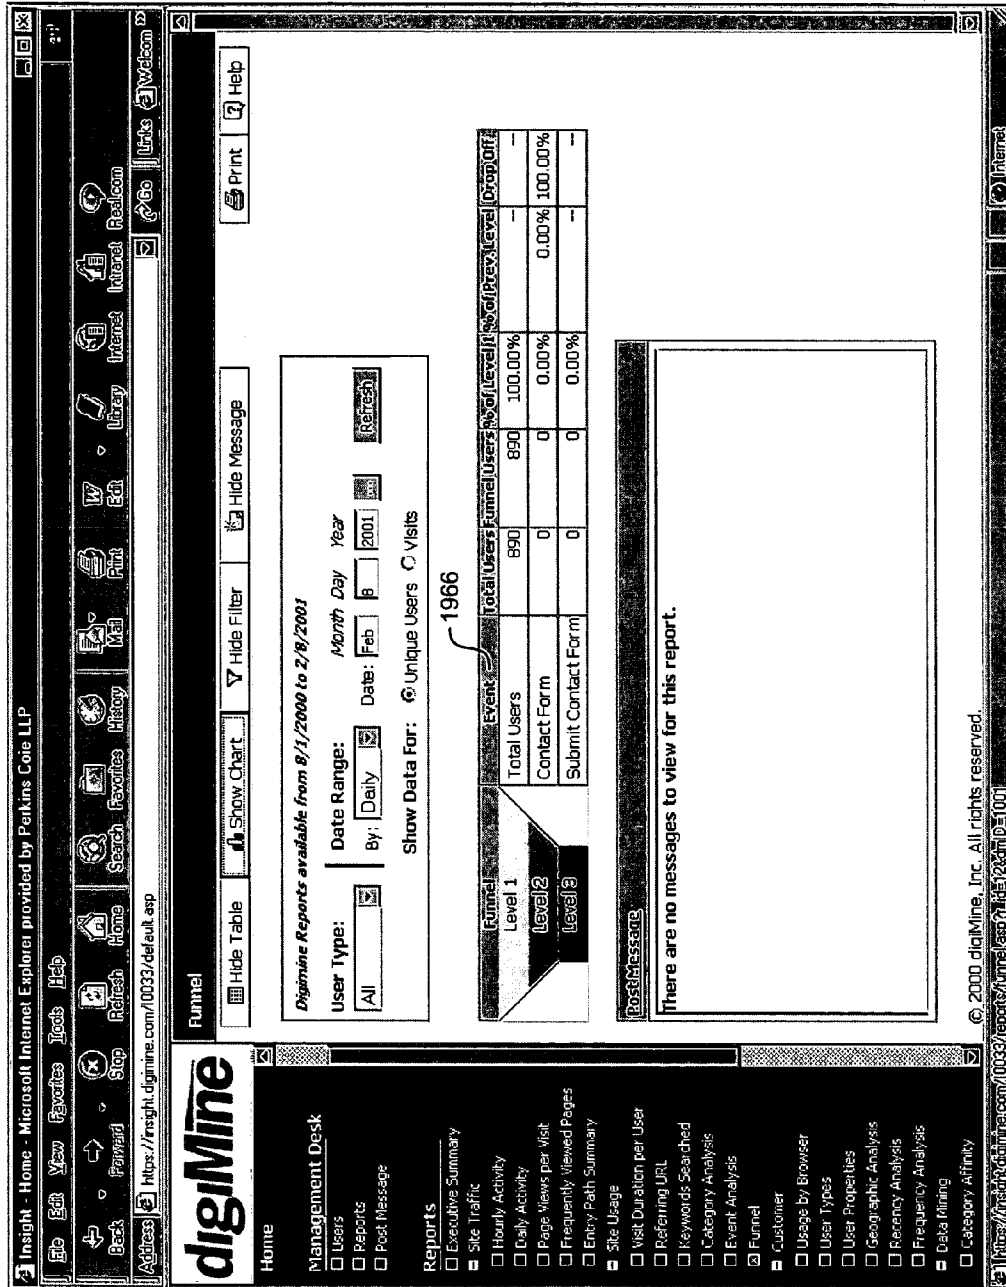 Insight - Home - Microsoft Internet Explorer provided by Perkins Coie LLP
File Edit View Favorites Tools Help
Back Forward Stop Refresh Home Search Favorites History Mail Print Edit Library Internet Intranet Real.com
Address https://insight.digimine.com/10033/default.asp Go Links Welcom
digiMine
Home
Management Desk
Users
Reports
Post Message
Reports
Executive Summary
Site Traffic
Hourly Activity
Daily Activity
Page Views per Visit
Frequently Viewed Pages
Entry Path Summary
Site Usage
Visit Duration per User
Referring URL
Keywords Searched
Category Analysis
Event Analysis
Funnel
Customer
Usage by Browser
User Types
User Properties
Geographic Analysis
Recency Analysis
Frequency Analysis
Data Mining
Category Affinity
Funnel
Hide Table Show Chart Hide Filter Hide Message Print Help
Digimine Reports available from 8/1/2000 to 2/8/2001
User Type: Date Range: Month Day Year
All By: Daily Date: Feb 8 2001 ... Refresh
Show Data For: Unique Users Visits
1966
Funnel Event Total Users Funnel Users % of Level 1 % of Prev. Level Drop Off
Level 1 Total Users 890 890 100.00% -- --
Level 2 Contact Form 0 0 0.00% 0.00% 100.00%
Level 3 Submit Contact Form 0 0 0.00% -- --
Post Message
There are no messages to view for this report.
© 2000 digiMine, Inc. All rights reserved.
Internet